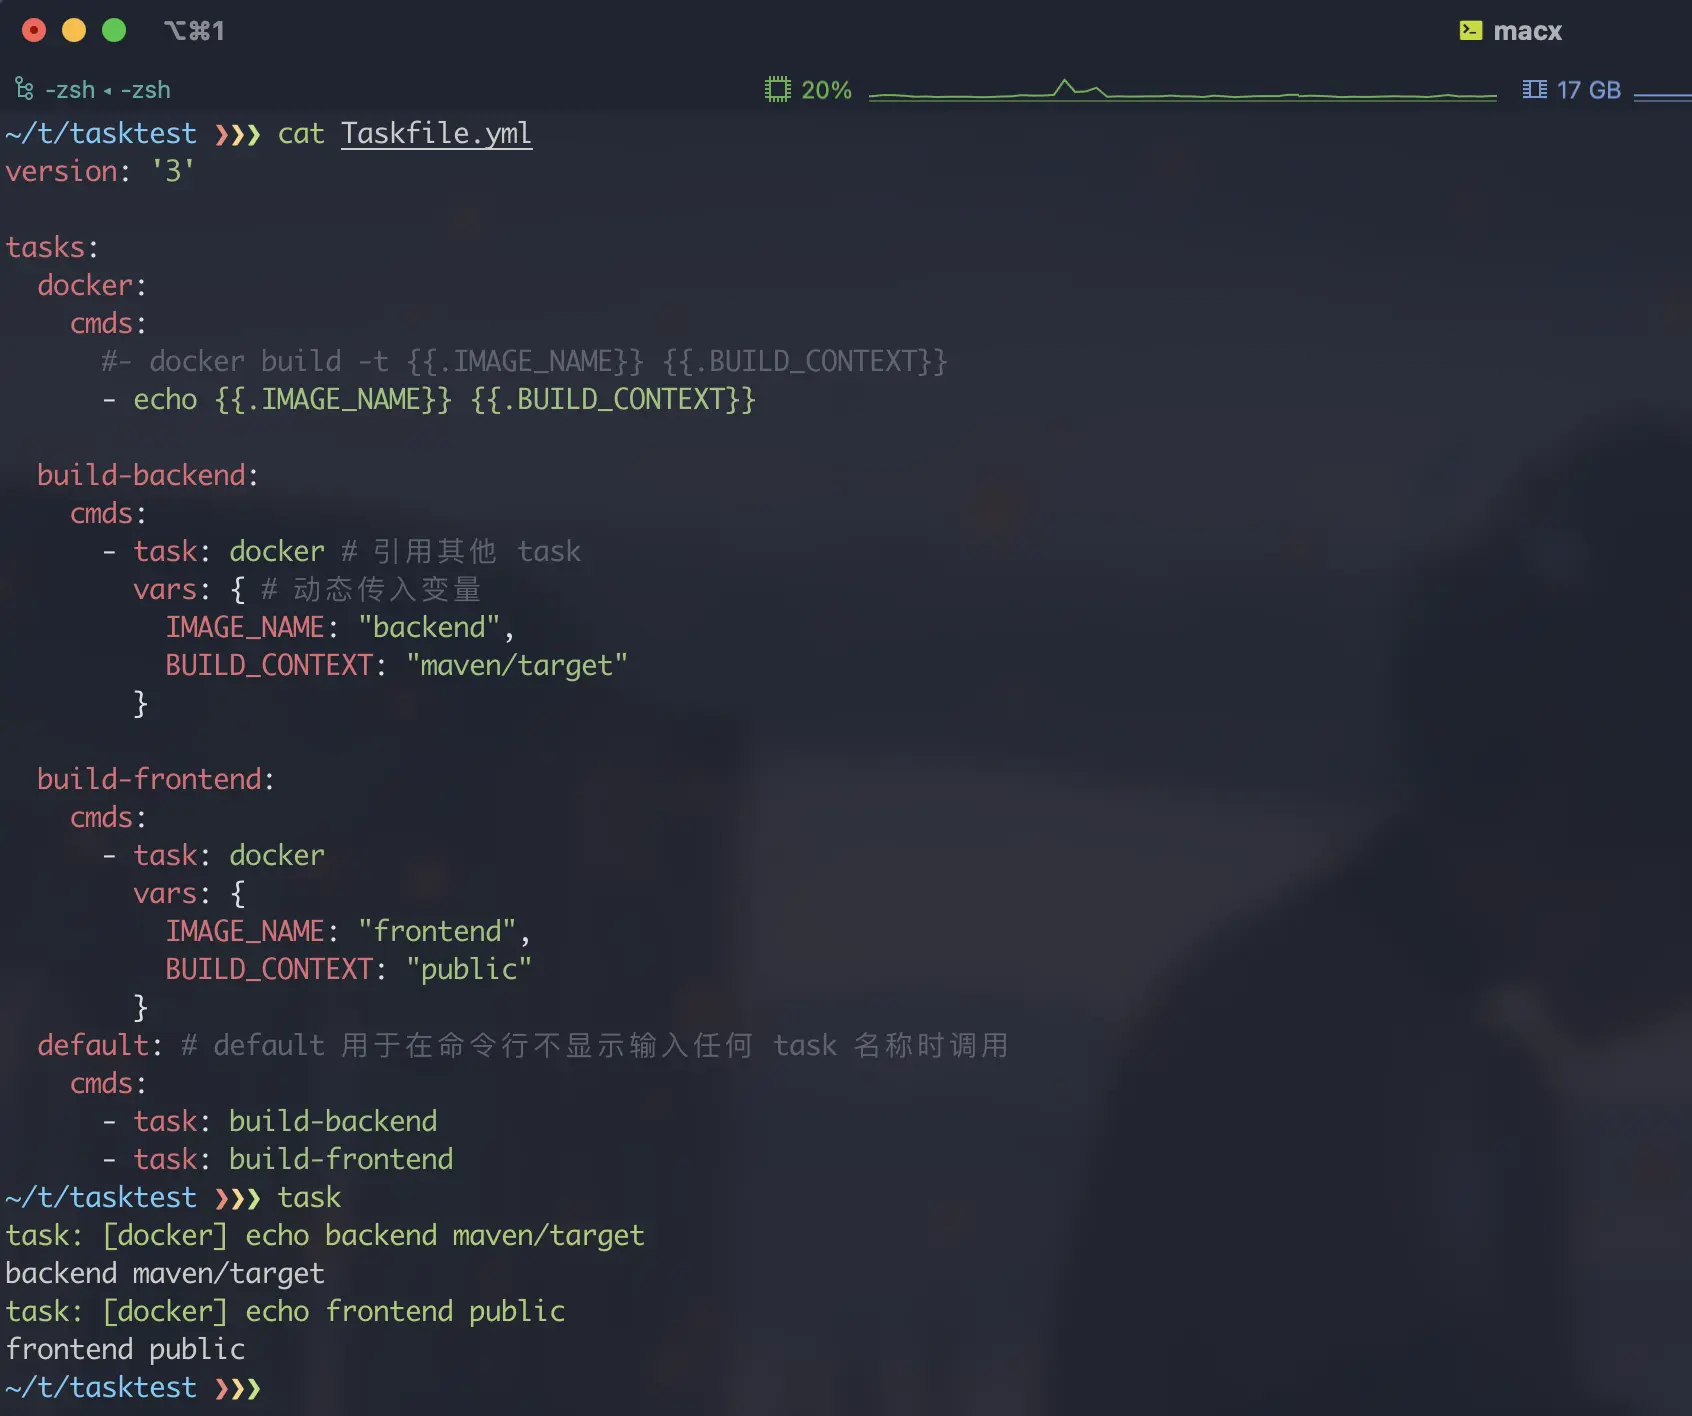 ⌥⌘1
macx
-zsh ◂ -zsh
20%
17 GB
~/t/tasktest ❯❯❯ cat Taskfile.yml
version: '3'

tasks:
  docker:
    cmds:
      #- docker build -t {{.IMAGE_NAME}} {{.BUILD_CONTEXT}}
      - echo {{.IMAGE_NAME}} {{.BUILD_CONTEXT}}

  build-backend:
    cmds:
      - task: docker # 引用其他 task
        vars: { # 动态传入变量
          IMAGE_NAME: "backend",
          BUILD_CONTEXT: "maven/target"
        }

  build-frontend:
    cmds:
      - task: docker
        vars: {
          IMAGE_NAME: "frontend",
          BUILD_CONTEXT: "public"
        }
  default: # default 用于在命令行不显示输入任何 task 名称时调用
    cmds:
      - task: build-backend
      - task: build-frontend
~/t/tasktest ❯❯❯ task
task: [docker] echo backend maven/target
backend maven/target
task: [docker] echo frontend public
frontend public
~/t/tasktest ❯❯❯